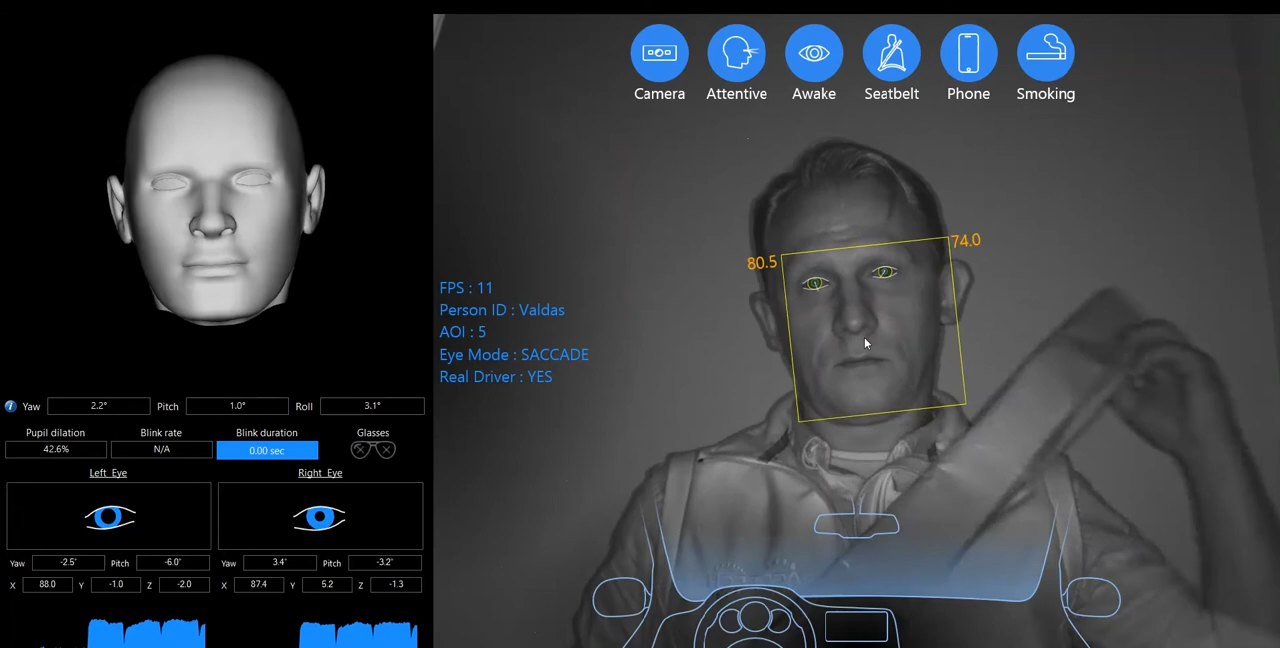 Camera Attentive Awake Seatbelt Phone Smoking
80.5
74.0
FPS : 11
Person ID : Valdas
AOI : 5
Eye Mode : SACCADE
Real Driver : YES
Yaw 2.2° Pitch 1.0° Roll 3.1°
Pupil dilation Blink rate Blink duration Glasses
42.6% N/A 0.00 sec
Left Eye Right Eye
Yaw -2.5° Pitch -6.0° Yaw 3.4° Pitch -3.2°
X 88.0 Y -1.0 Z -2.0 X 87.4 Y 5.2 Z -1.3